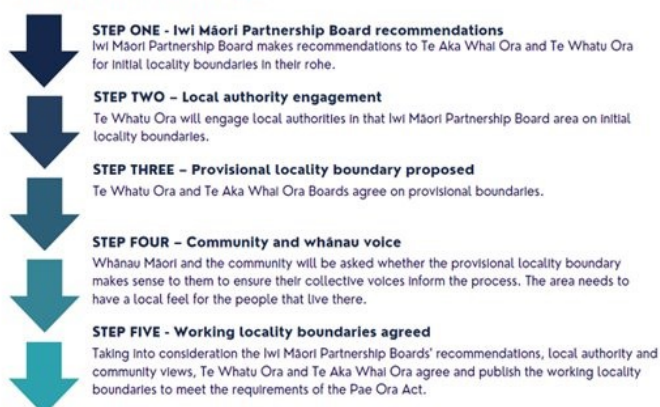 STEP ONE - Iwi Māori Partnership Board recommendations
Iwi Māori Partnership Board makes recommendations to Te Aka Whai Ora and Te Whatu Ora
for initial locality boundaries in their rohe.
STEP TWO – Local authority engagement
Te Whatu Ora will engage local authorities in that Iwi Māori Partnership Board area on initial
locality boundaries.
STEP THREE – Provisional locality boundary proposed
Te Whatu Ora and Te Aka Whai Ora Boards agree on provisional boundaries.
STEP FOUR – Community and whānau voice
Whānau Māori and the community will be asked whether the provisional locality boundary
makes sense to them to ensure their collective voices inform the process. The area needs to
have a local feel for the people that live there.
STEP FIVE - Working locality boundaries agreed
Taking into consideration the Iwi Māori Partnership Boards' recommendations, local authority and
community views, Te Whatu Ora and Te Aka Whai Ora agree and publish the working locality
boundaries to meet the requirements of the Pae Ora Act.